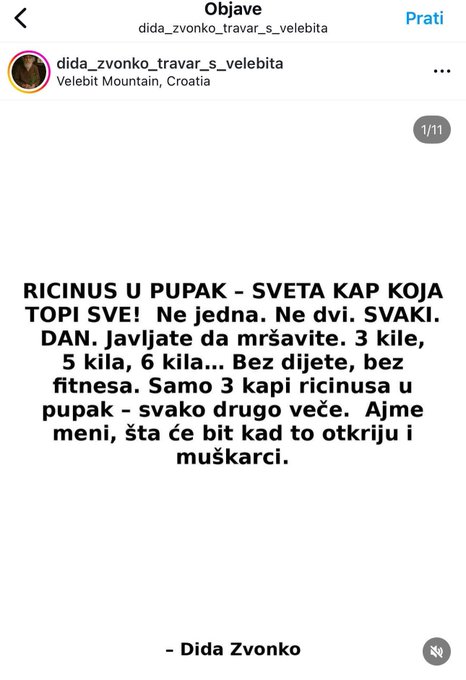 Objave
dida_zvonko_travar_s_velebita
Prati
dida_zvonko_travar_s_velebita
Velebit Mountain, Croatia
1/11
RICINUS U PUPAK – SVETA KAP KOJA
TOPI SVE! Ne jedna. Ne dvi. SVAKI.
DAN. Javljate da mršavite. 3 kile,
5 kila, 6 kila... Bez dijete, bez
fitnesa. Samo 3 kapi ricinusa u
pupak – svako drugo veče. Ajme
meni, šta će bit kad to otkriju i
muškarci.
– Dida Zvonko